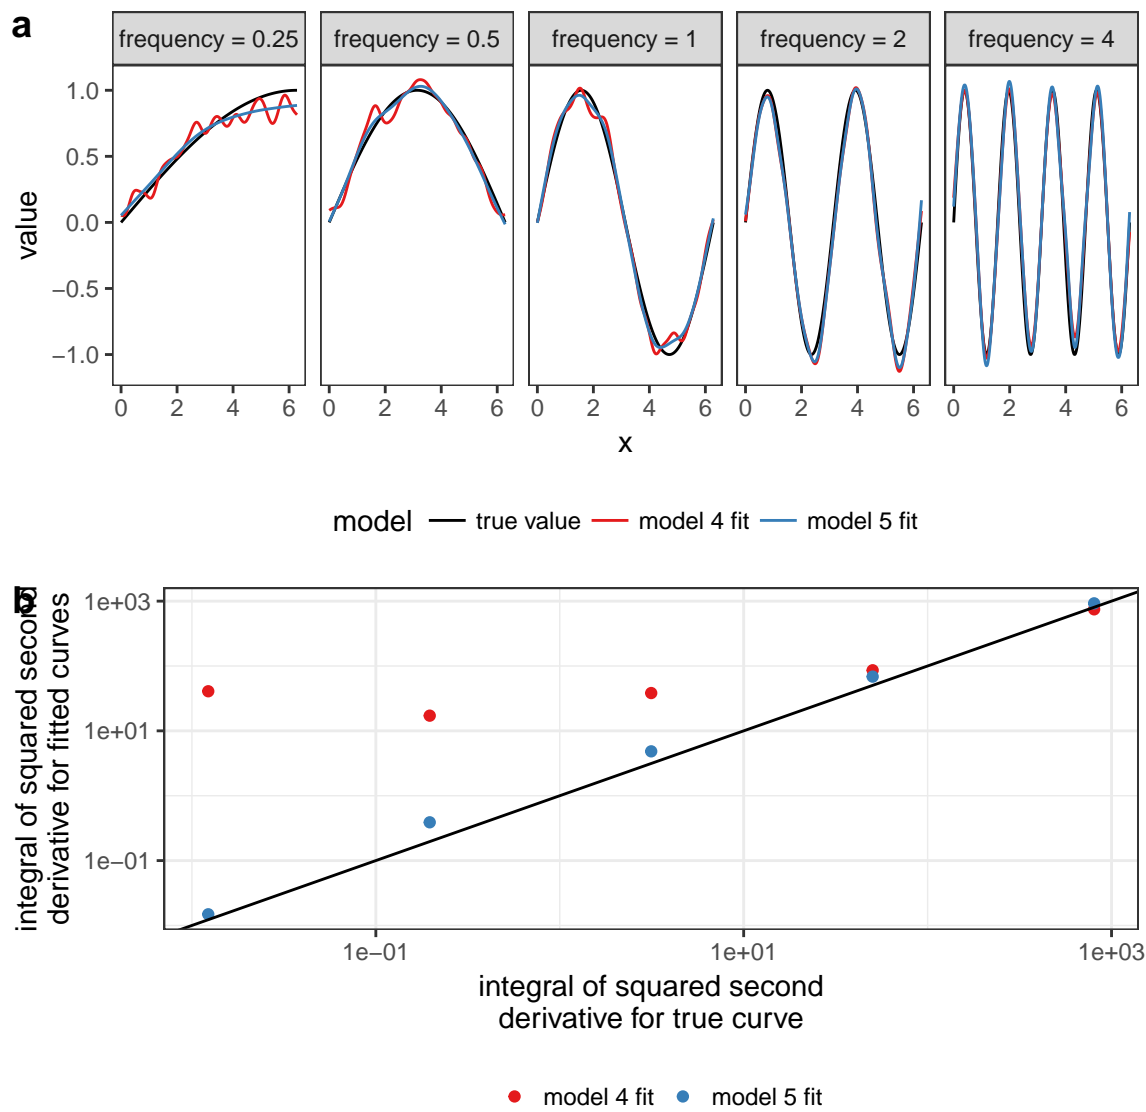 a
frequency = 0.25
frequency = 0.5
frequency = 1
frequency = 2
frequency = 4
value
1.0
0.5
0.0
−0.5
−1.0
0 2 4 6
0 2 4 6
0 2 4 6
0 2 4 6
0 2 4 6
x
model true value model 4 fit model 5 fit
b
integral of squared second
derivative for fitted curves
1e+03
1e+01
1e−01
1e−01 1e+01 1e+03
integral of squared second
derivative for true curve
model 4 fit model 5 fit